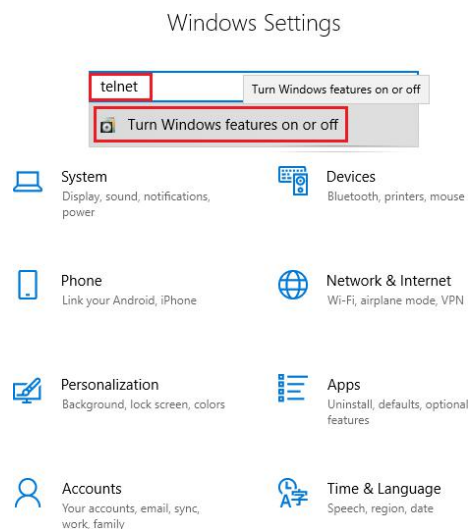 Windows Settings
telnet
Turn Windows features on or off
Turn Windows features on or off
System
Display, sound, notifications,
power
Devices
Bluetooth, printers, mouse
Phone
Link your Android, iPhone
Network & Internet
Wi-Fi, airplane mode, VPN
Personalization
Background, lock screen, colors
Apps
Uninstall, defaults, optional
features
Accounts
Your accounts, email, sync,
work, family
Time & Language
Speech, region, date
A字